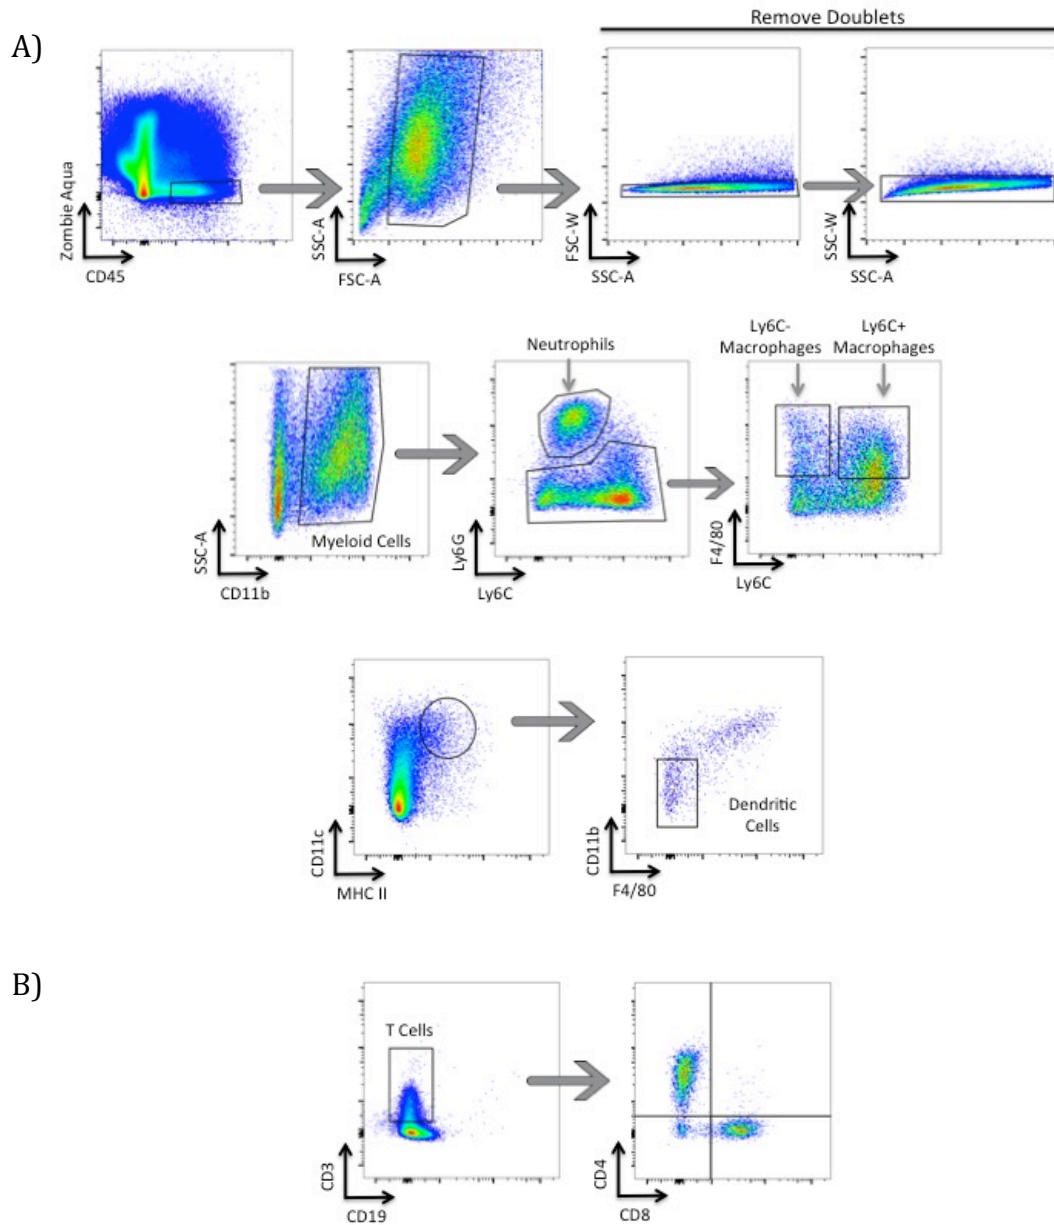 Remove Doublets
A)
Zombie Aqua
CD45
SSC-A
FSC-A
FSC-W
SSC-A
SSC-W
SSC-A
Neutrophils
Ly6C-
Macrophages
Ly6C+
Macrophages
SSC-A
Myeloid Cells
CD11b
Ly6G
Ly6C
F4/80
Ly6C
CD11c
MHC II
Dendritic
Cells
CD11b
F4/80
B)
T Cells
CD3
CD19
CD4
CD8